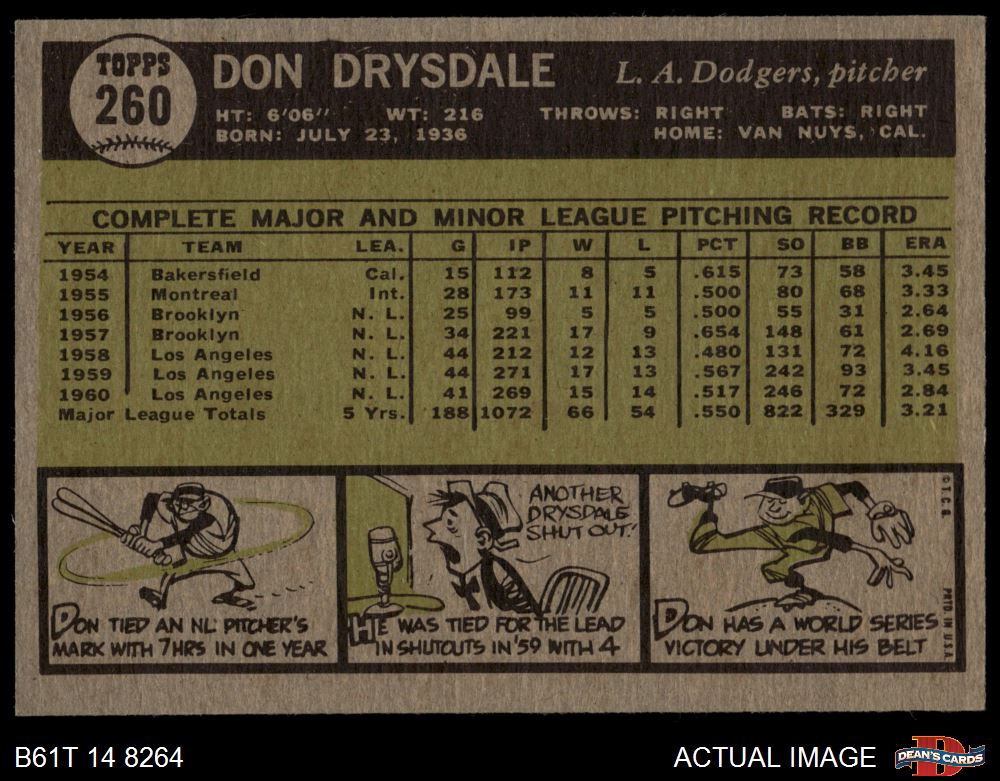 TOPPS
260
DON DRYSDALE
L. A. Dodgers, pitcher
HT: 6'06" WT: 216 THROWS: RIGHT BATS: RIGHT
BORN: JULY 23, 1936 HOME: VAN NUYS, CAL.
COMPLETE MAJOR AND MINOR LEAGUE PITCHING RECORD
YEAR TEAM LEA. G IP W L PCT SO BB ERA
1954 Bakersfield Cal. 15 112 8 5 .615 73 58 3.45
1955 Montreal Int. 28 173 11 11 .500 80 68 3.33
1956 Brooklyn N. L. 25 99 5 5 .500 55 31 2.64
1957 Brooklyn N. L. 34 221 17 9 .654 148 61 2.69
1958 Los Angeles N. L. 44 212 12 13 .480 131 72 4.16
1959 Los Angeles N. L. 44 271 17 13 .567 242 93 3.45
1960 Los Angeles N. L. 41 269 15 14 .517 246 72 2.84
Major League Totals 5 Yrs. 188 1072 66 54 .550 822 329 3.21
DON TIED AN NL PITCHER'S
MARK WITH 7 HRS IN ONE YEAR
ANOTHER
DRYSDALE
SHUT OUT!
HE WAS TIED FOR THE LEAD
IN SHUTOUTS IN '59 WITH 4
DON HAS A WORLD SERIES
VICTORY UNDER HIS BELT
© T.C.G.
PRTD. IN U.S.A.
B61T 14 8264
ACTUAL IMAGE
D
DEAN'S CARDS